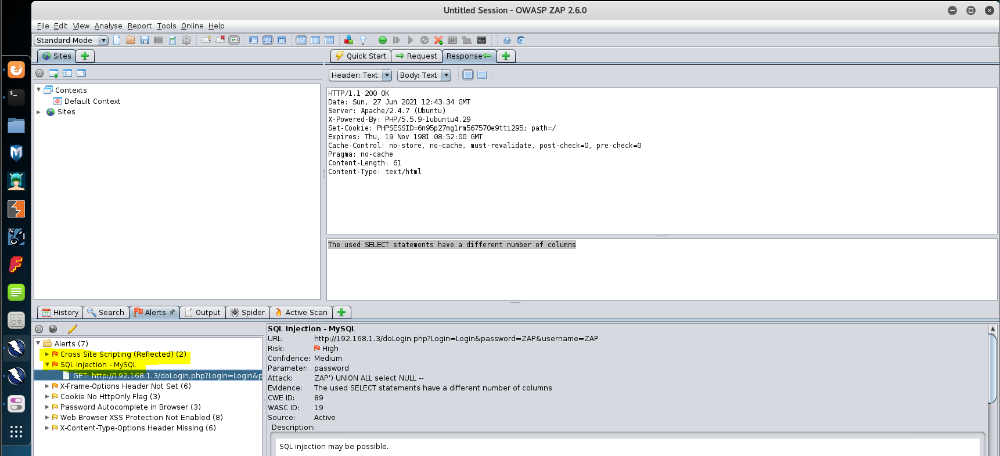 Untitled Session - OWASP ZAP 2.6.0
File Edit View Analyse Report Tools Online Help
Standard Mode
Sites
Quick Start Request Response
Header: Text Body: Text
Contexts
Default Context
Sites
HTTP/1.1 200 OK
Date: Sun, 27 Jun 2021 12:43:34 GMT
Server: Apache/2.4.7 (Ubuntu)
X-Powered-By: PHP/5.5.9-1ubuntu4.29
Set-Cookie: PHPSESSID=6n95p27mglrm567570e9tti295; path=/
Expires: Thu, 19 Nov 1981 08:52:00 GMT
Cache-Control: no-store, no-cache, must-revalidate, post-check=0, pre-check=0
Pragma: no-cache
Content-Length: 61
Content-Type: text/html
The used SELECT statements have a different number of columns
History Search Alerts Output Spider Active Scan
Alerts (7)
Cross Site Scripting (Reflected) (2)
SQL Injection - MySQL
GET: http://192.168.1.3/doLogin.php?Login=Login&p
X-Frame-Options Header Not Set (6)
Cookie No HttpOnly Flag (3)
Password Autocomplete in Browser (3)
Web Browser XSS Protection Not Enabled (8)
X-Content-Type-Options Header Missing (6)
SQL Injection - MySQL
URL: http://192.168.1.3/doLogin.php?Login=Login&password=ZAP&username=ZAP
Risk: High
Confidence: Medium
Parameter: password
Attack: ZAP') UNION ALL select NULL --
Evidence: The used SELECT statements have a different number of columns
CWE ID: 89
WASC ID: 19
Source: Active
Description:
SQL injection may be possible.